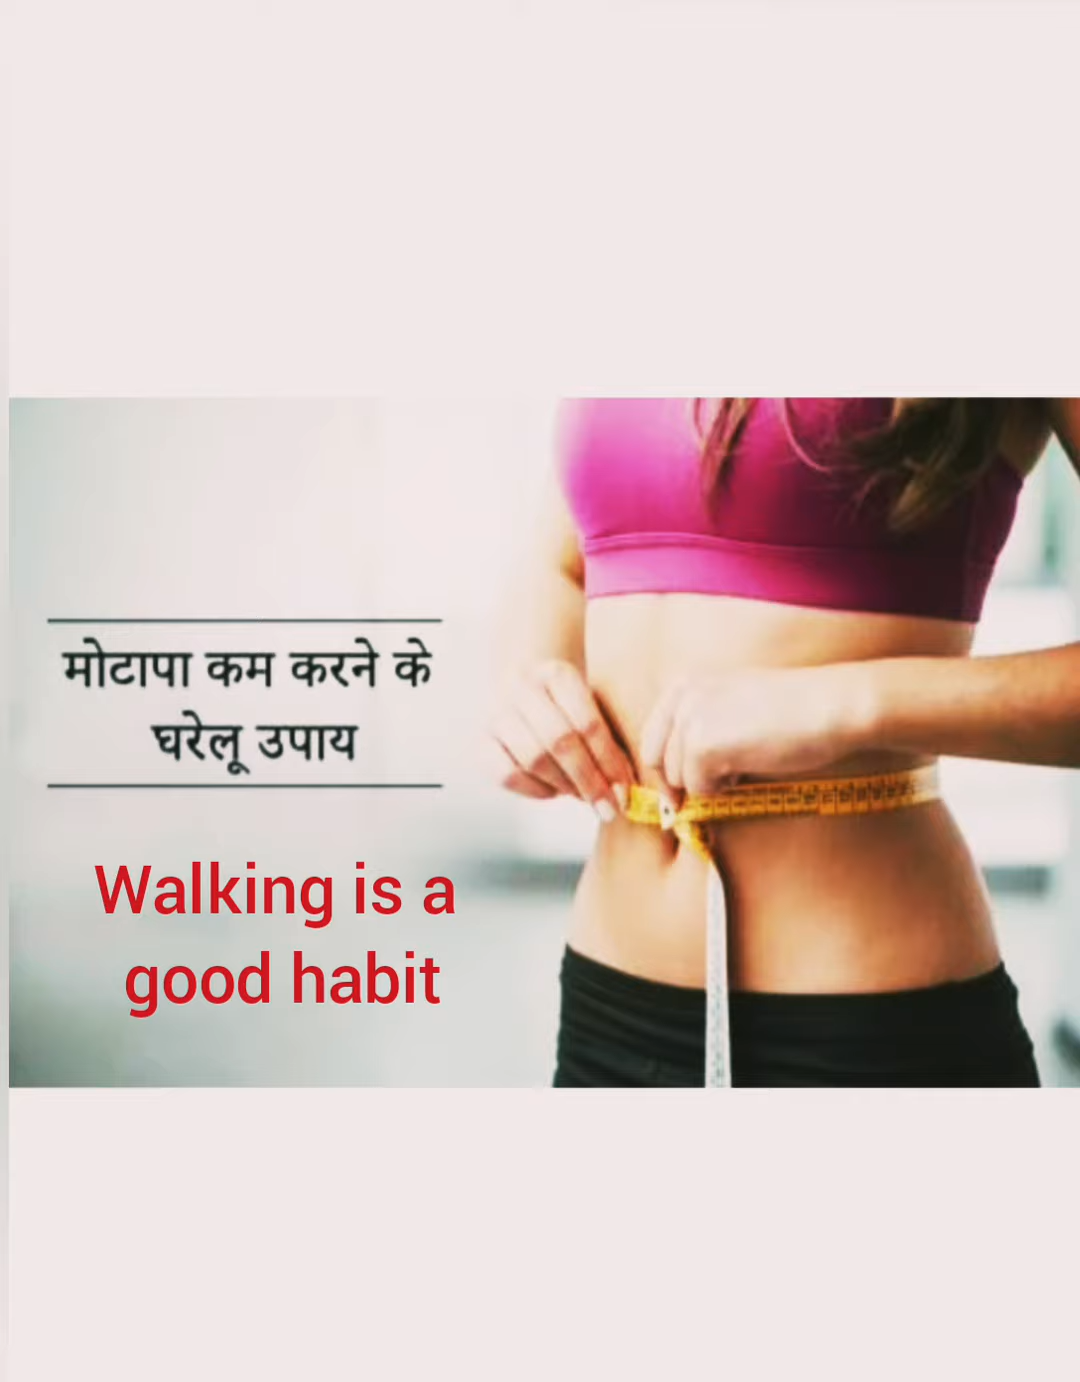 मोटापा कम करने के
घरेलू उपाय
Walking is a
good habit